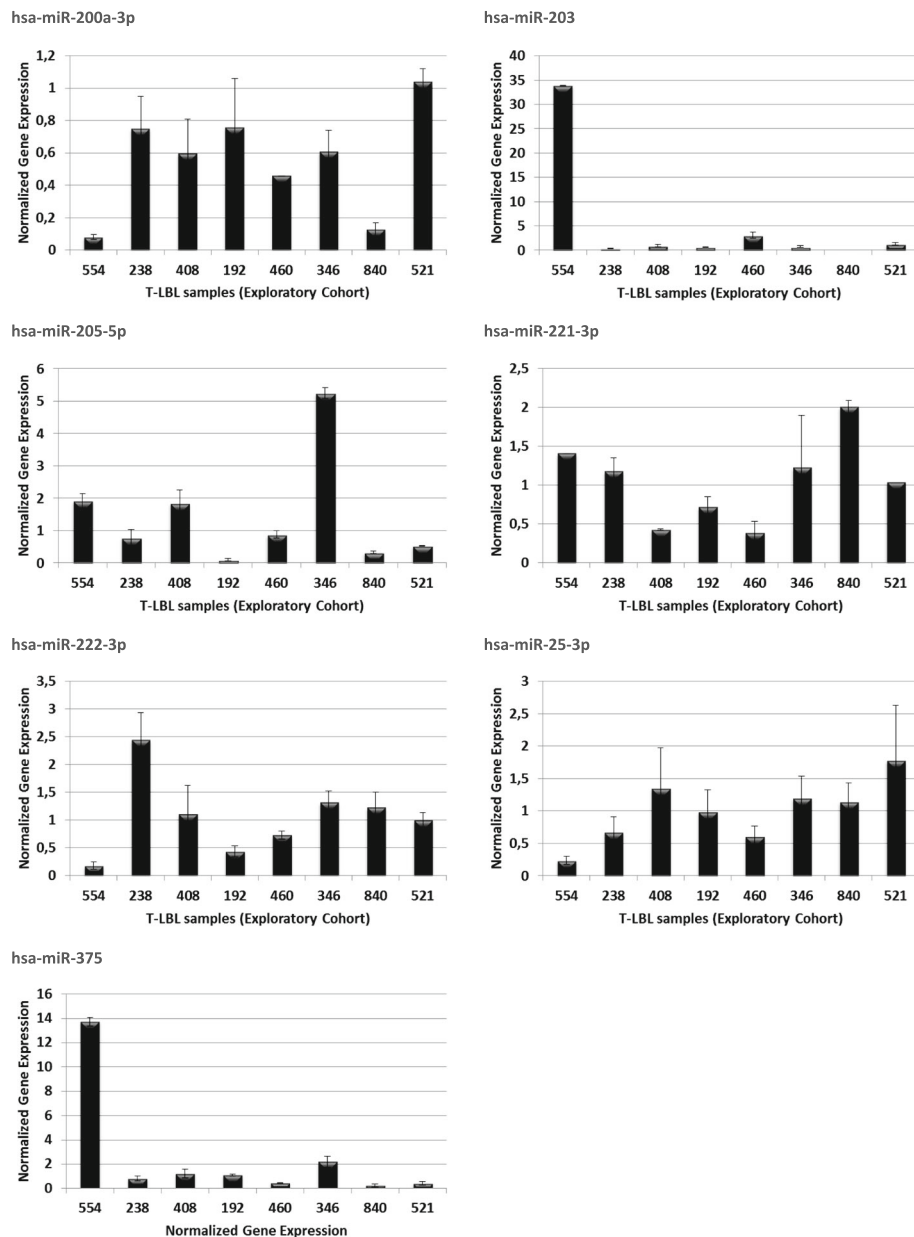 hsa-miR-200a-3p
Normalized Gene Expression
1,2
1
0,8
0,6
0,4
0,2
0
554 238 408 192 460 346 840 521
T-LBL samples (Exploratory Cohort)
hsa-miR-203
Normalized Gene Expression
40
35
30
25
20
15
10
5
0
554 238 408 192 460 346 840 521
T-LBL samples (Exploratory Cohort)
hsa-miR-205-5p
Normalized Gene Expression
6
5
4
3
2
1
0
554 238 408 192 460 346 840 521
T-LBL samples (Exploratory Cohort)
hsa-miR-221-3p
Normalized Gene Expression
2,5
2
1,5
1
0,5
0
554 238 408 192 460 346 840 521
T-LBL samples (Exploratory Cohort)
hsa-miR-222-3p
Normalized Gene Expression
3,5
3
2,5
2
1,5
1
0,5
0
554 238 408 192 460 346 840 521
T-LBL samples (Exploratory Cohort)
hsa-miR-25-3p
Normalized Gene Expression
3
2,5
2
1,5
1
0,5
0
554 238 408 192 460 346 840 521
T-LBL samples (Exploratory Cohort)
hsa-miR-375
Normalized Gene Expression
16
14
12
10
8
6
4
2
0
554 238 408 192 460 346 840 521
Normalized Gene Expression